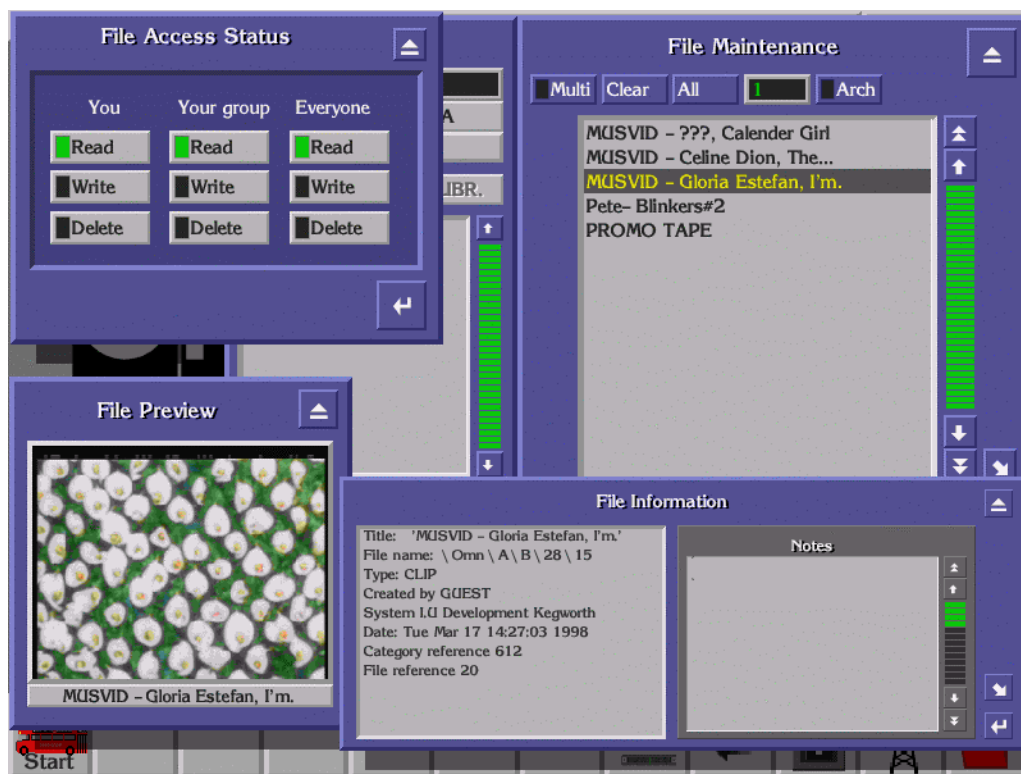 File Access Status
You Your group Everyone
Read Read Read
Write Write Write
Delete Delete Delete
A
IBR.
File Maintenance
Multi Clear All 1 Arch
MUSVID - ???, Calender Girl
MUSVID - Celine Dion, The...
MUSVID - Gloria Estefan, I'm.
Pete- Blinkers#2
PROMO TAPE
File Preview
MUSVID - Gloria Estefan, I'm.
File Information
Title: 'MUSVID - Gloria Estefan, I'm.'
File name: \Omn\A\B\28\15
Type: CLIP
Created by GUEST
System I.U Development Kegworth
Date: Tue Mar 17 14:27:03 1998
Category reference 612
File reference 20
Notes
Start